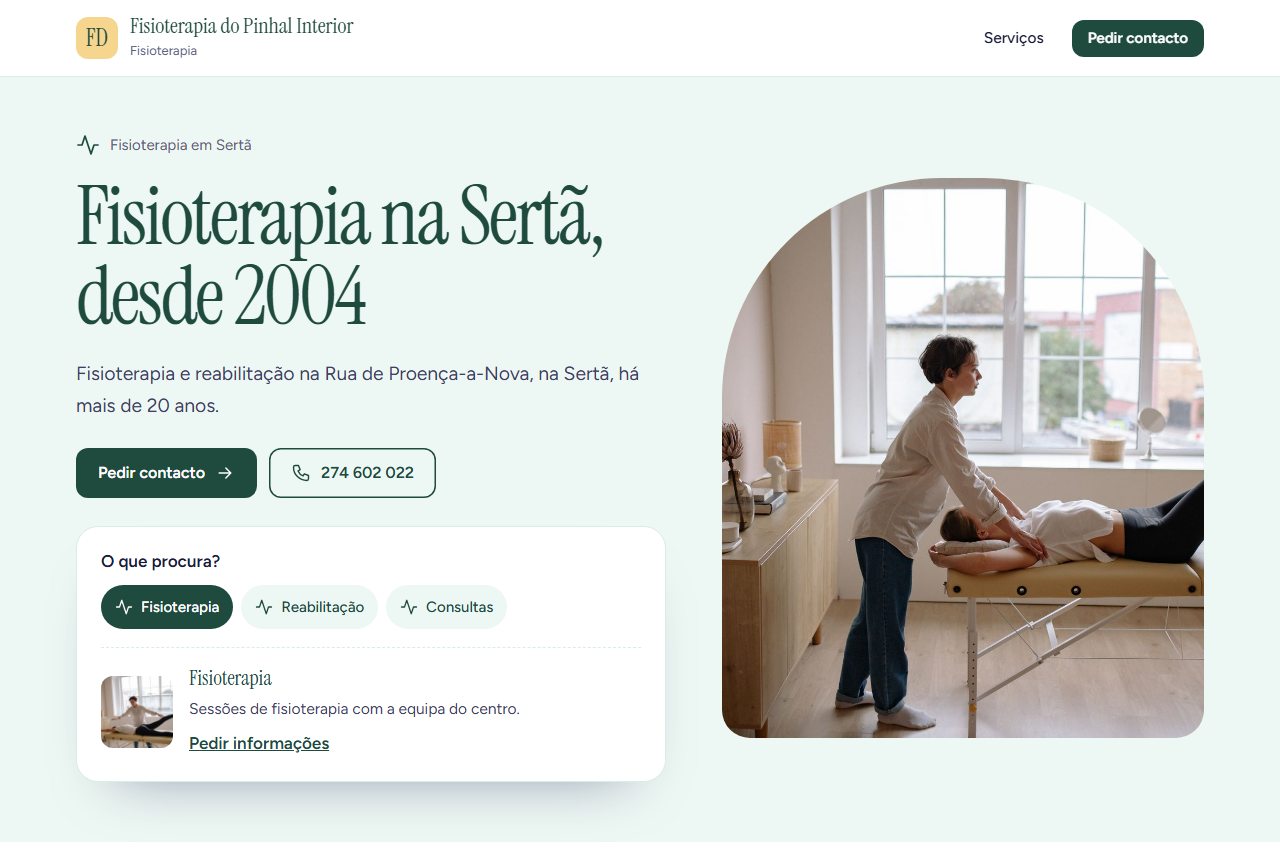 FD
Fisioterapia do Pinhal Interior
Fisioterapia
Serviços
Pedir contacto
Fisioterapia em Sertã
Fisioterapia na Sertã,
desde 2004
Fisioterapia e reabilitação na Rua de Proença-a-Nova, na Sertã, há
mais de 20 anos.
Pedir contacto
274 602 022
O que procura?
Fisioterapia
Reabilitação
Consultas
Fisioterapia
Sessões de fisioterapia com a equipa do centro.
Pedir informações